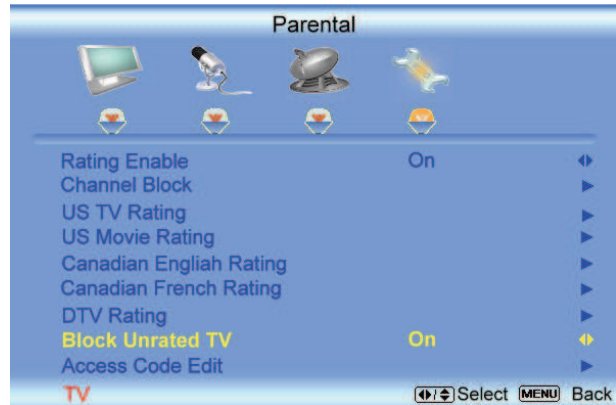 Parental
Rating Enable On
Channel Block
US TV Rating
US Movie Rating
Canadian Engliah Rating
Canadian French Rating
DTV Rating
Block Unrated TV On
Access Code Edit
TV Select MENU Back